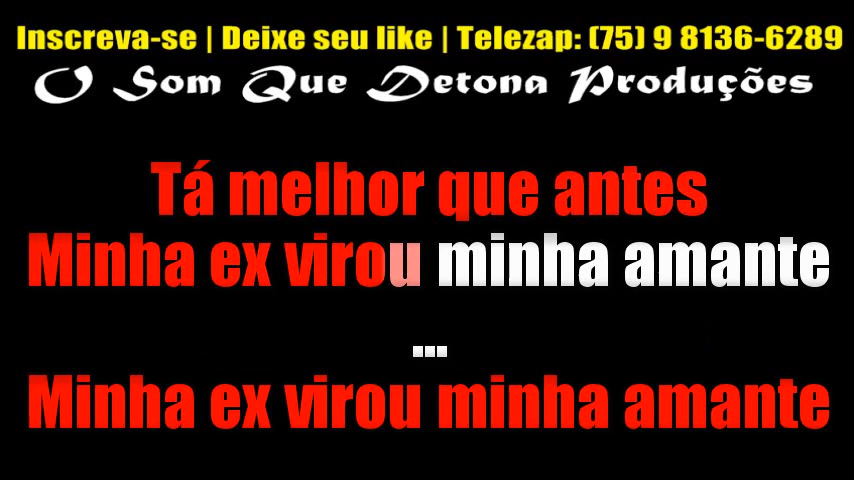 Inscreva-se | Deixe seu like | Telezap: (75) 9 8136-6289
O Som Que Detona Produções
Tá melhor que antes
Minha ex virou minha amante
...
Minha ex virou minha amante